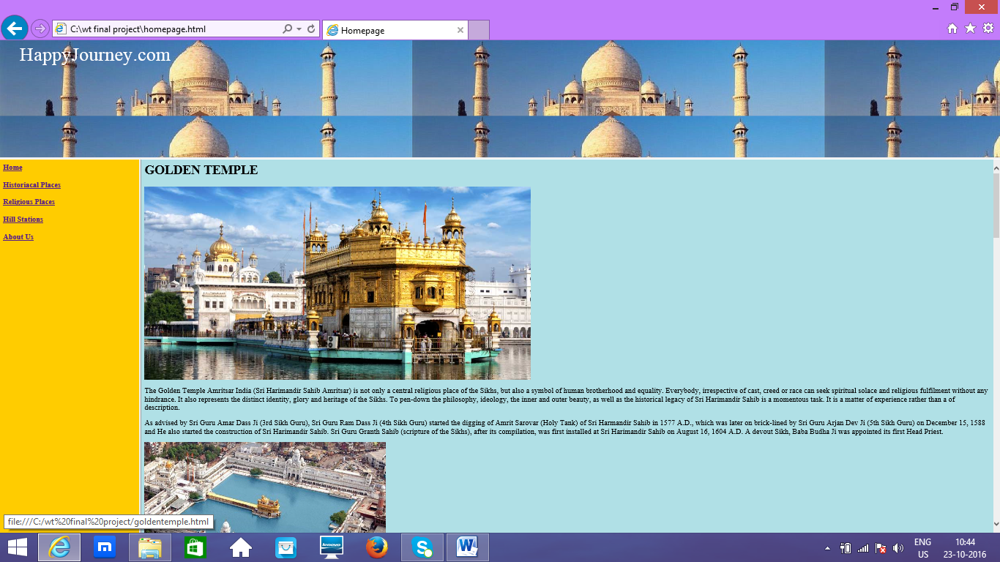 C:\wt final project\homepage.html
Homepage
HappyJourney.com
Home
Historiacal Places
Religious Places
Hill Stations
About Us
GOLDEN TEMPLE
The Golden Temple Amritsar India (Sri Harimandir Sahib Amritsar) is not only a central religious place of the Sikhs, but also a symbol of human brotherhood and equality. Everybody, irrespective of cast, creed or race can seek spiritual solace and religious fulfilment without any
hindrance. It also represents the distinct identity, glory and heritage of the Sikhs. To pen-down the philosophy, ideology, the inner and outer beauty, as well as the historical legacy of Sri Harimandir Sahib is a momentous task. It is a matter of experience rather than a of
description.
As advised by Sri Guru Amar Dass Ji (3rd Sikh Guru), Sri Guru Ram Dass Ji (4th Sikh Guru) started the digging of Amrit Sarovar (Holy Tank) of Sri Harmandir Sahib in 1577 A.D., which was later on brick-lined by Sri Guru Arjan Dev Ji (5th Sikh Guru) on December 15, 1588
and He also started the construction of Sri Harimandir Sahib. Sri Guru Granth Sahib (scripture of the Sikhs), after its compilation, was first installed at Sri Harimandir Sahib on August 16, 1604 A.D. A devout Sikh, Baba Budha Ji was appointed its first Head Priest.
file:///C:/wt%20final%20project/goldentemple.html
lenovo
ENG
US
10:44
23-10-2016